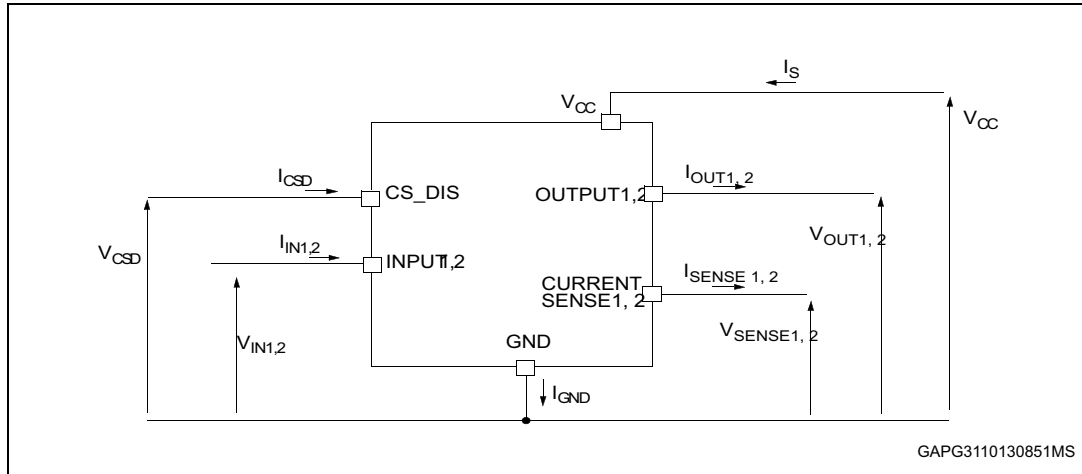 I_S
V_CC
V_CC
I_CSD
CS_DIS
OUTPUT1,2
I_OUT1, 2
V_CSD
I_IN1,2
INPUT1,2
V_OUT1, 2
CURRENT
SENSE1, 2
I_SENSE 1, 2
V_IN1,2
GND
V_SENSE1, 2
I_GND
GAPG3110130851MS